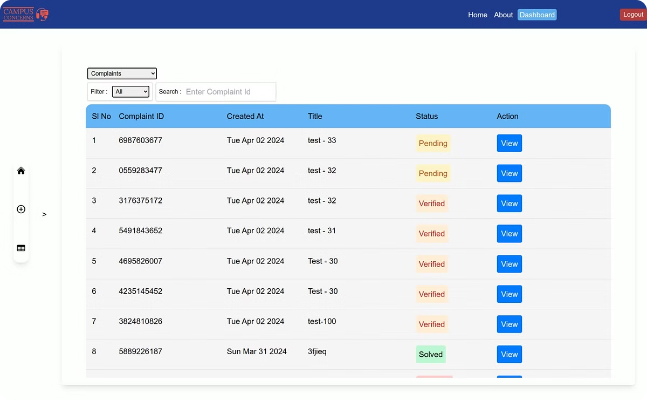 CAMPUS
CONCERNS
Home About Dashboard Logout
Complaints
Filter : All Search : Enter Complaint Id
Sl No Complaint ID Created At Title Status Action
1 6987603677 Tue Apr 02 2024 test - 33 Pending View
2 0559283477 Tue Apr 02 2024 test - 32 Pending View
3 3176375172 Tue Apr 02 2024 test - 32 Verified View
4 5491843652 Tue Apr 02 2024 test - 31 Verified View
5 4695826007 Tue Apr 02 2024 Test - 30 Verified View
6 4235145452 Tue Apr 02 2024 Test - 30 Verified View
7 3824810826 Tue Apr 02 2024 test-100 Verified View
8 5889226187 Sun Mar 31 2024 3fjieq Solved View
>